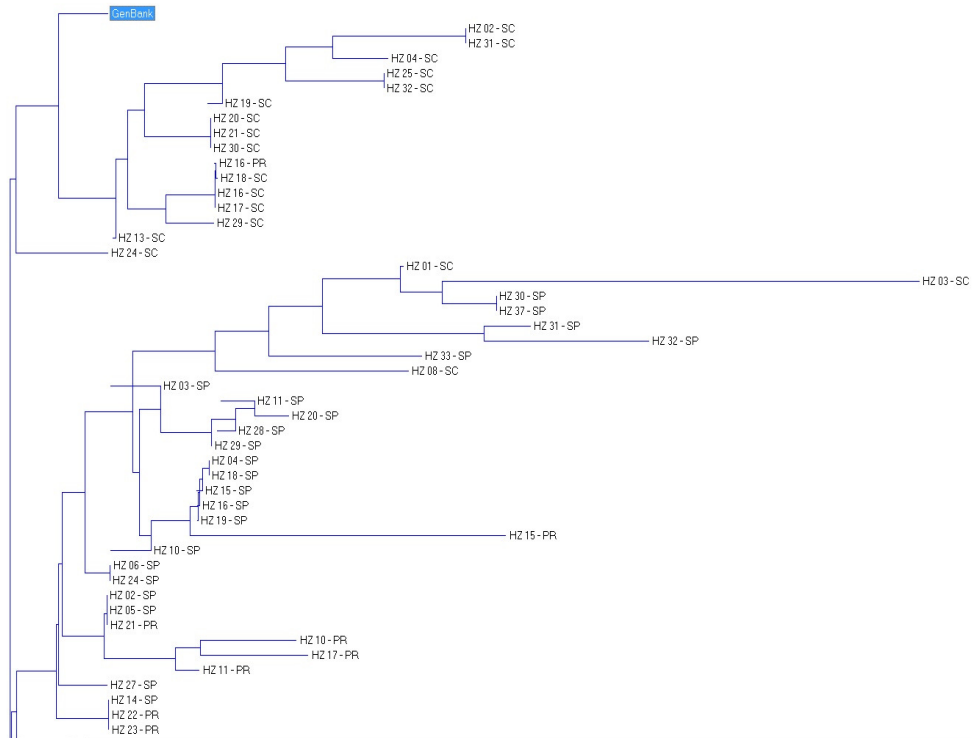 GenBank
HZ 02 - SC
HZ 31 - SC
HZ 04 - SC
HZ 25 - SC
HZ 32 - SC
HZ 19 - SC
HZ 20 - SC
HZ 21 - SC
HZ 30 - SC
HZ 16 - PR
HZ 18 - SC
HZ 16 - SC
HZ 17 - SC
HZ 29 - SC
HZ 13 - SC
HZ 24 - SC
HZ 01 - SC
HZ 03 - SC
HZ 30 - SP
HZ 37 - SP
HZ 31 - SP
HZ 32 - SP
HZ 33 - SP
HZ 08 - SC
HZ 03 - SP
HZ 11 - SP
HZ 20 - SP
HZ 28 - SP
HZ 29 - SP
HZ 04 - SP
HZ 18 - SP
HZ 15 - SP
HZ 16 - SP
HZ 19 - SP
HZ 15 - PR
HZ 10 - SP
HZ 06 - SP
HZ 24 - SP
HZ 02 - SP
HZ 05 - SP
HZ 21 - PR
HZ 10 - PR
HZ 17 - PR
HZ 11 - PR
HZ 27 - SP
HZ 14 - SP
HZ 22 - PR
HZ 23 - PR